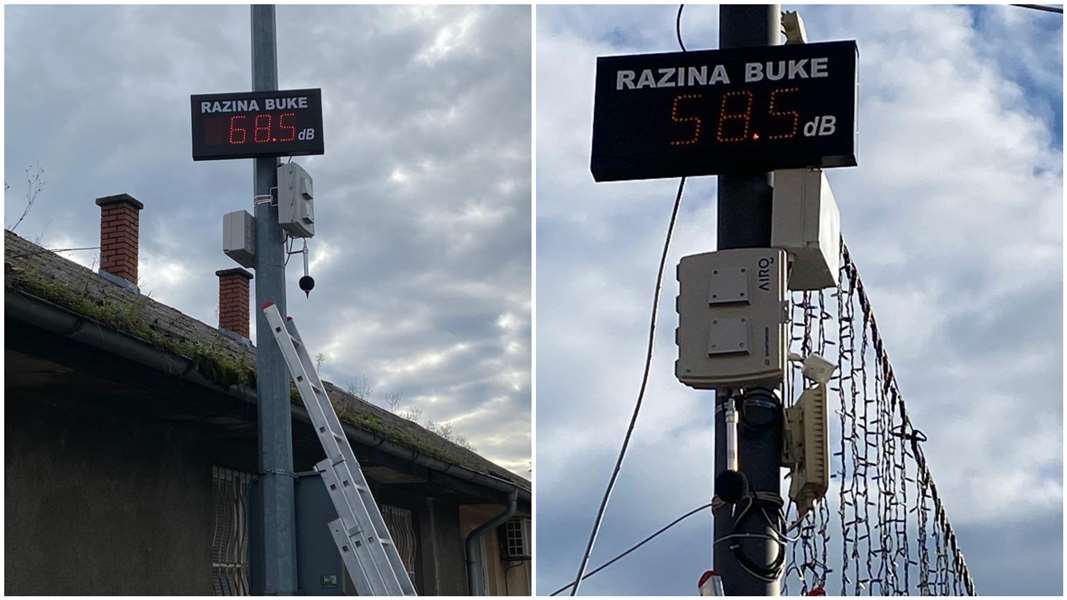 RAZINA BUKE
68.5 dB
RAZINA BUKE
58.5 dB
AIRQ